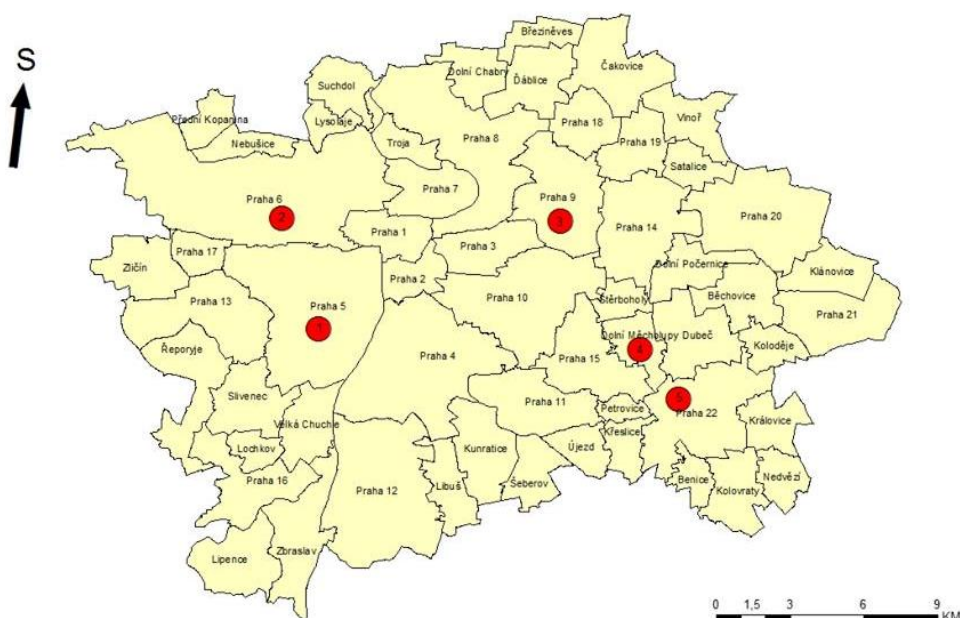 S
Březiněves
Dolní Chabry
Ďáblice
Čakovice
Suchdol
Přední Kopanina
Lysolaje
Nebušice
Troja
Praha 8
Praha 18
Vinoř
Praha 19
Satalice
Praha 6
2
Praha 7
Praha 9
Praha 1
Praha 3
Praha 14
Praha 20
Praha 17
Zličín
Praha 2
Dolní Počernice
Klánovice
Praha 13
Praha 5
Praha 10
Štěrboholy
Běchovice
Praha 21
Řeporyje
Praha 4
Praha 15
Dolní Měcholupy
Dubeč
4
Koloděje
Slivenec
Praha 11
Petrovice
5
Praha 22
Královice
Velká Chuchle
Křeslice
Lochkov
Kunratice
Újezd
Praha 16
Praha 12
Libuš
Šeberov
Benice
Kolovraty
Nedvězí
Lipence
Zbraslav
0 1,5 3 6 9
KM